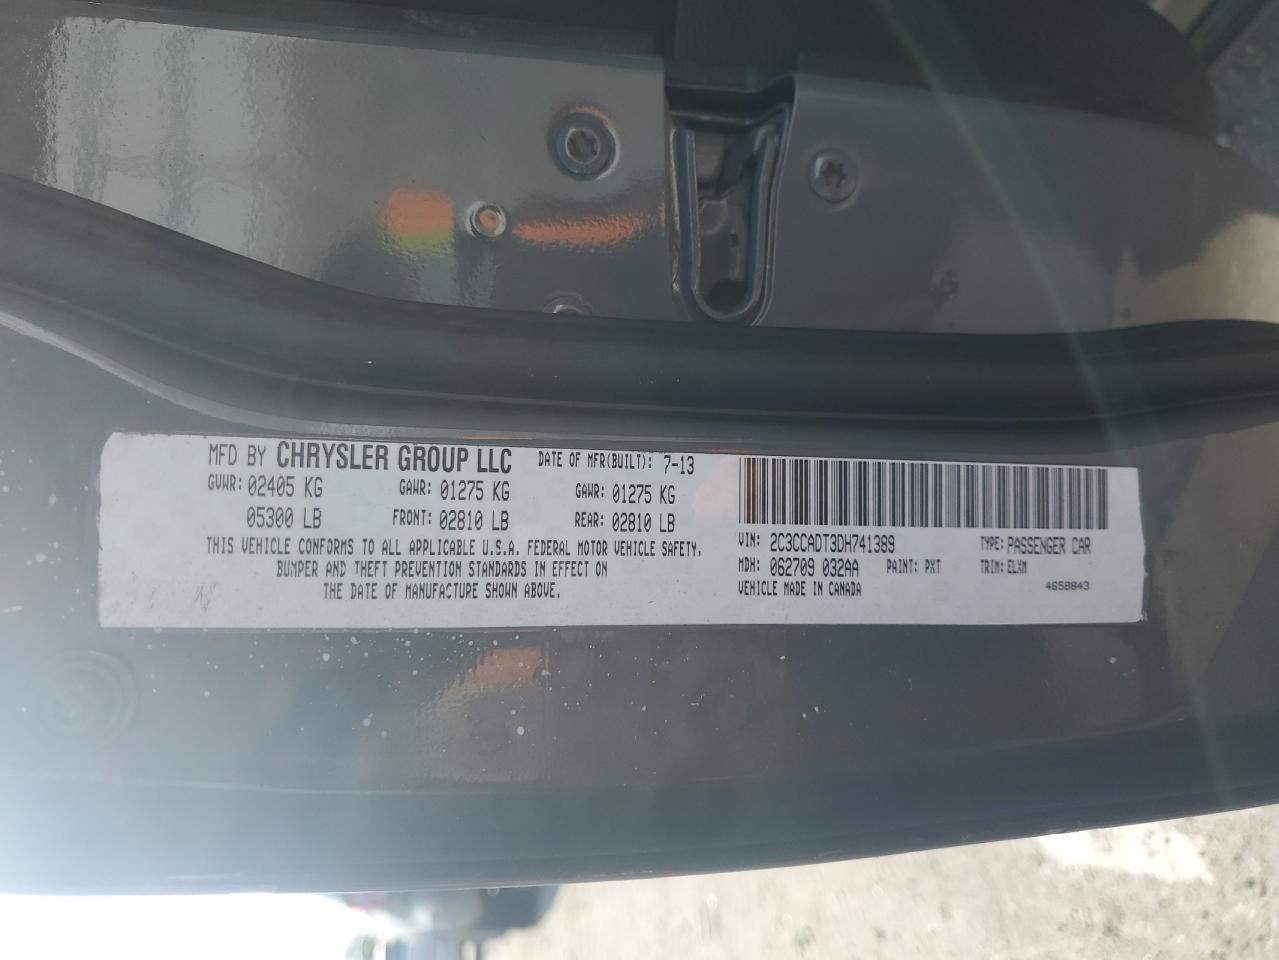 MFD BY CHRYSLER GROUP LLC DATE OF MFR(BUILT): 7-13
GVWR: 02405 KG GAWR: 01275 KG GAWR: 01275 KG
05300 LB FRONT: 02810 LB REAR: 02810 LB
THIS VEHICLE CONFORMS TO ALL APPLICABLE U.S.A. FEDERAL MOTOR VEHICLE SAFETY,
BUMPER AND THEFT PREVENTION STANDARDS IN EFFECT ON
THE DATE OF MANUFACTURE SHOWN ABOVE.
VIN: 2C3CCADT3DH741389 TYPE: PASSENGER CAR
MDH: 062709 032AA PAINT: PXT TRIM: ELXM
VEHICLE MADE IN CANADA 4658843